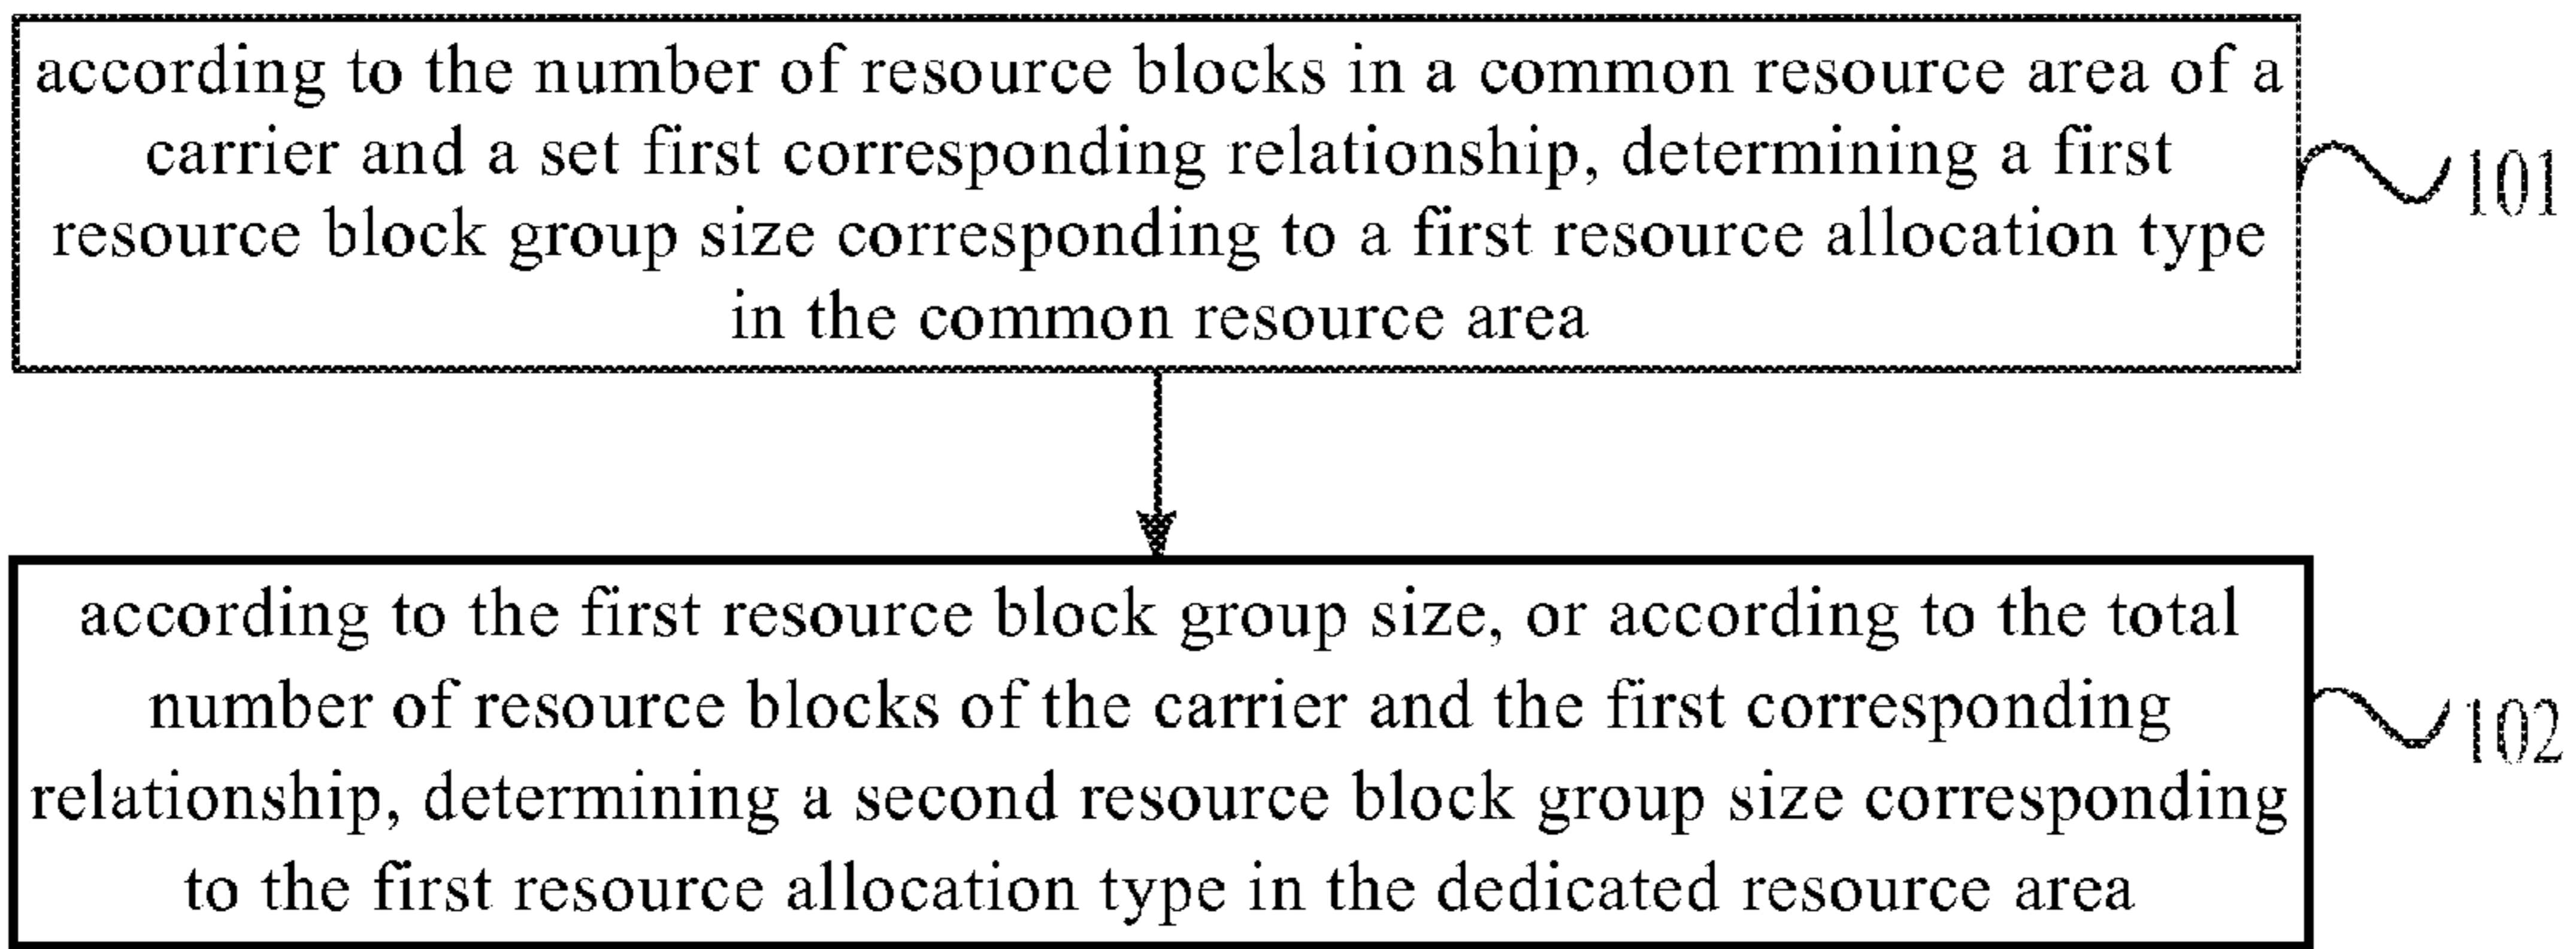 according to the number of resource blocks in a common resource area of a
carrier and a set first corresponding relationship, determining a first
resource block group size corresponding to a first resource allocation type
in the common resource area
101
according to the first resource block group size, or according to the total
number of resource blocks of the carrier and the first corresponding
relationship, determining a second resource block group size corresponding
to the first resource allocation type in the dedicated resource area
102